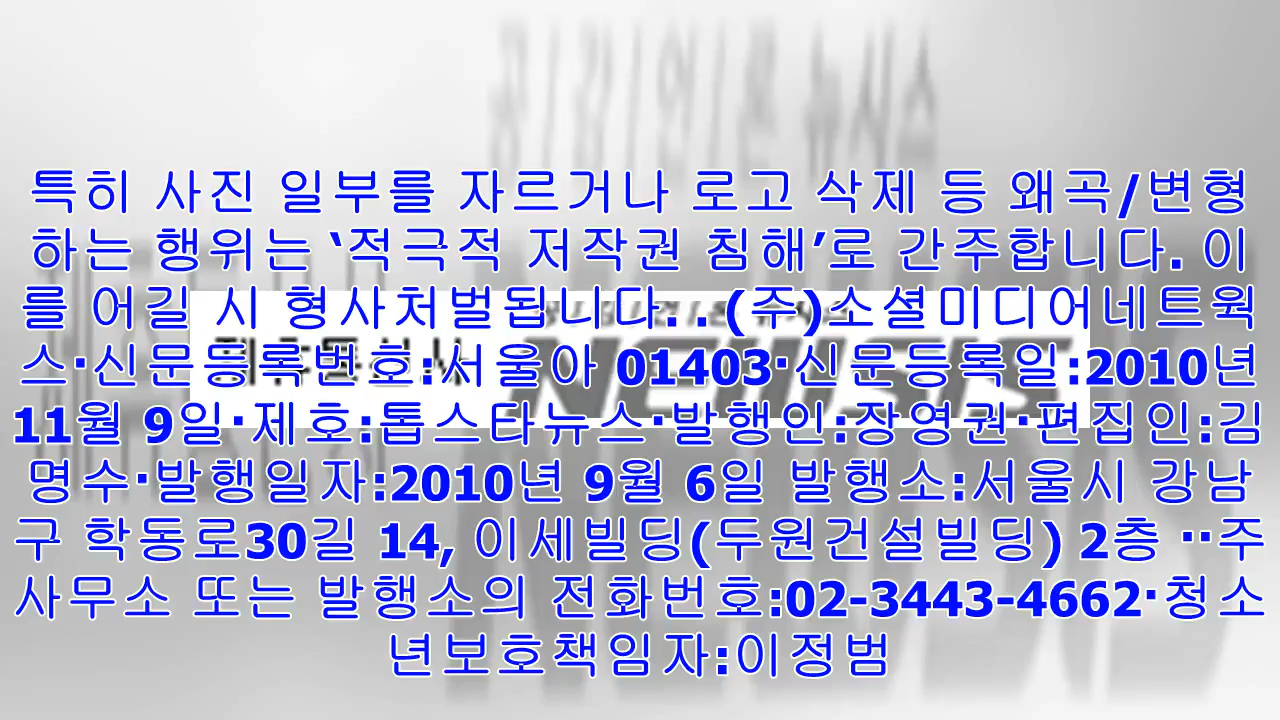 공|감|언|론 뉴시스
특히 사진 일부를 자르거나 로고 삭제 등 왜곡/변형
하는 행위는 ‘적극적 저작권 침해’로 간주합니다. 이
를 어길 시 형사처벌됩니다. .(주)소셜미디어네트웍
스·신문등록번호:서울아 01403·신문등록일:2010년
11월 9일·제호:톱스타뉴스·발행인:장영권·편집인:김
명수·발행일자:2010년 9월 6일 발행소:서울시 강남
구 학동로30길 14, 이세빌딩(두원건설빌딩) 2층 ··주
사무소 또는 발행소의 전화번호:02-3443-4662·청소
년보호책임자:이정범
NEWSIS